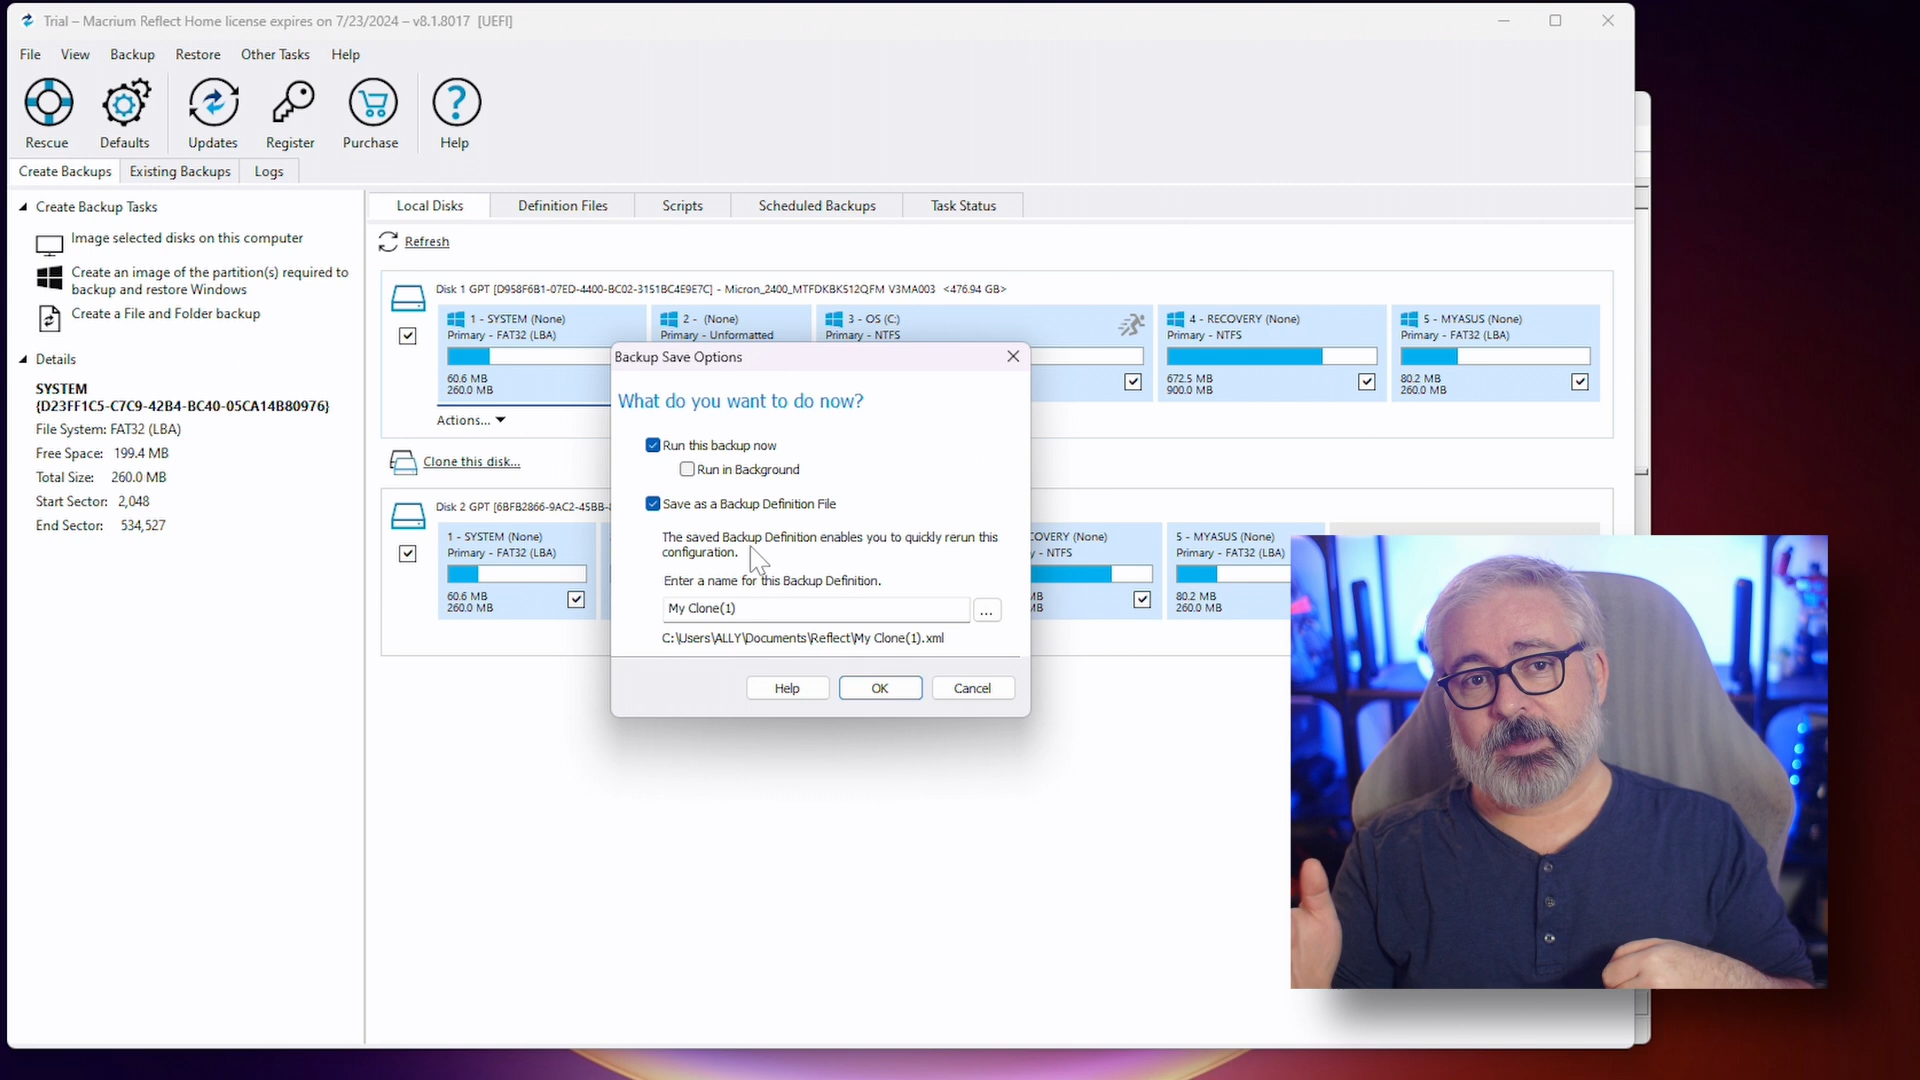 Trial – Macrium Reflect Home license expires on 7/23/2024 – v8.1.8017 [UEFI]
File View Backup Restore Other Tasks Help
Rescue Defaults Updates Register Purchase Help
Create Backups Existing Backups Logs
Create Backup Tasks
Image selected disks on this computer
Create an image of the partition(s) required to
backup and restore Windows
Create a File and Folder backup
Details
SYSTEM
{D23FF1C5-C7C9-42B4-BC40-05CA14B80976}
File System: FAT32 (LBA)
Free Space: 199.4 MB
Total Size: 260.0 MB
Start Sector: 2,048
End Sector: 534,527
Local Disks Definition Files Scripts Scheduled Backups Task Status
Refresh
Disk 1 GPT [D958F6B1-07ED-4400-BC02-3151BC4E9E7C] - Micron_2400_MTFDKBK512QFM V3MA003 <476.94 GB>
1 - SYSTEM (None)
Primary - FAT32 (LBA)
60.6 MB
260.0 MB
2 - (None)
Primary - Unformatted
3 - OS (C:)
Primary - NTFS
4 - RECOVERY (None)
Primary - NTFS
672.5 MB
900.0 MB
5 - MYASUS (None)
Primary - FAT32 (LBA)
80.2 MB
260.0 MB
Actions...
Clone this disk...
Disk 2 GPT [6BFB2866-9AC2-45BB-
1 - SYSTEM (None)
Primary - FAT32 (LBA)
60.6 MB
260.0 MB
COVERY (None)
- NTFS
MB
MB
5 - MYASUS (None)
Primary - FAT32 (LBA)
80.2 MB
260.0 MB
Backup Save Options
What do you want to do now?
Run this backup now
Run in Background
Save as a Backup Definition File
The saved Backup Definition enables you to quickly rerun this
configuration.
Enter a name for this Backup Definition.
My Clone(1)
...
C:\Users\ALLY\Documents\Reflect\My Clone(1).xml
Help OK Cancel